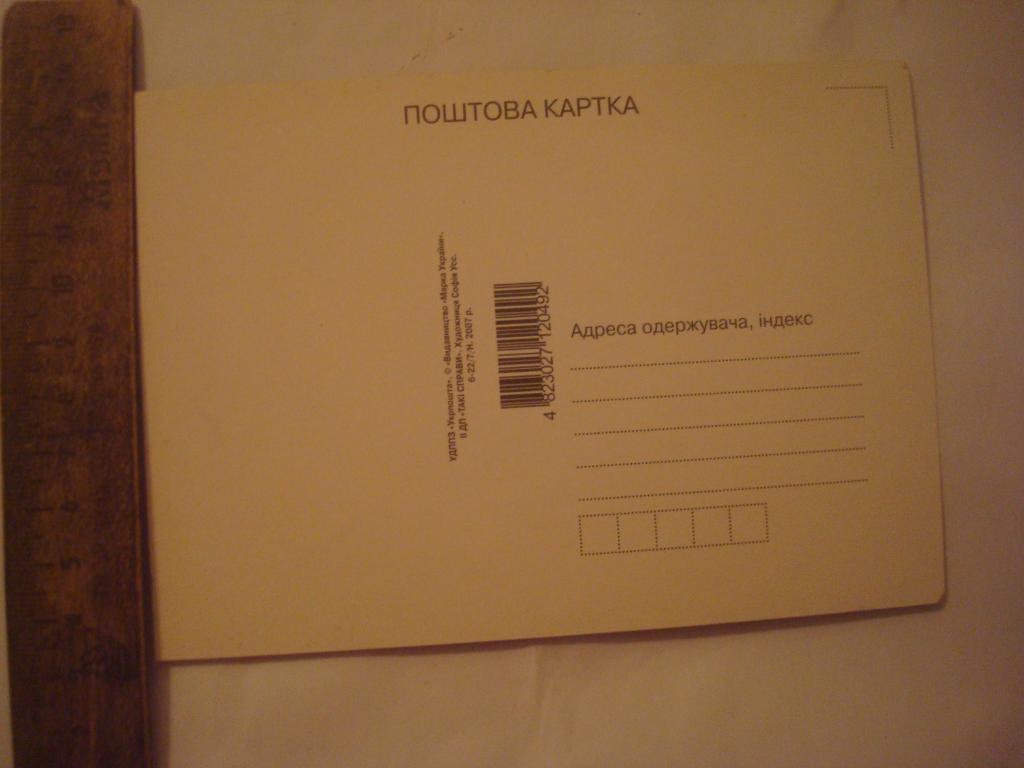 ПОШТОВА КАРТКА
УДППЗ «Укрпошта». © «Видавництво «Марка України».
ІІ ДП «ТАКІ СПРАВИ». Художниця Софія Усс.
6-22/7/Н. 2007 р.
4 823027 120492
Адреса одержувача, індекс